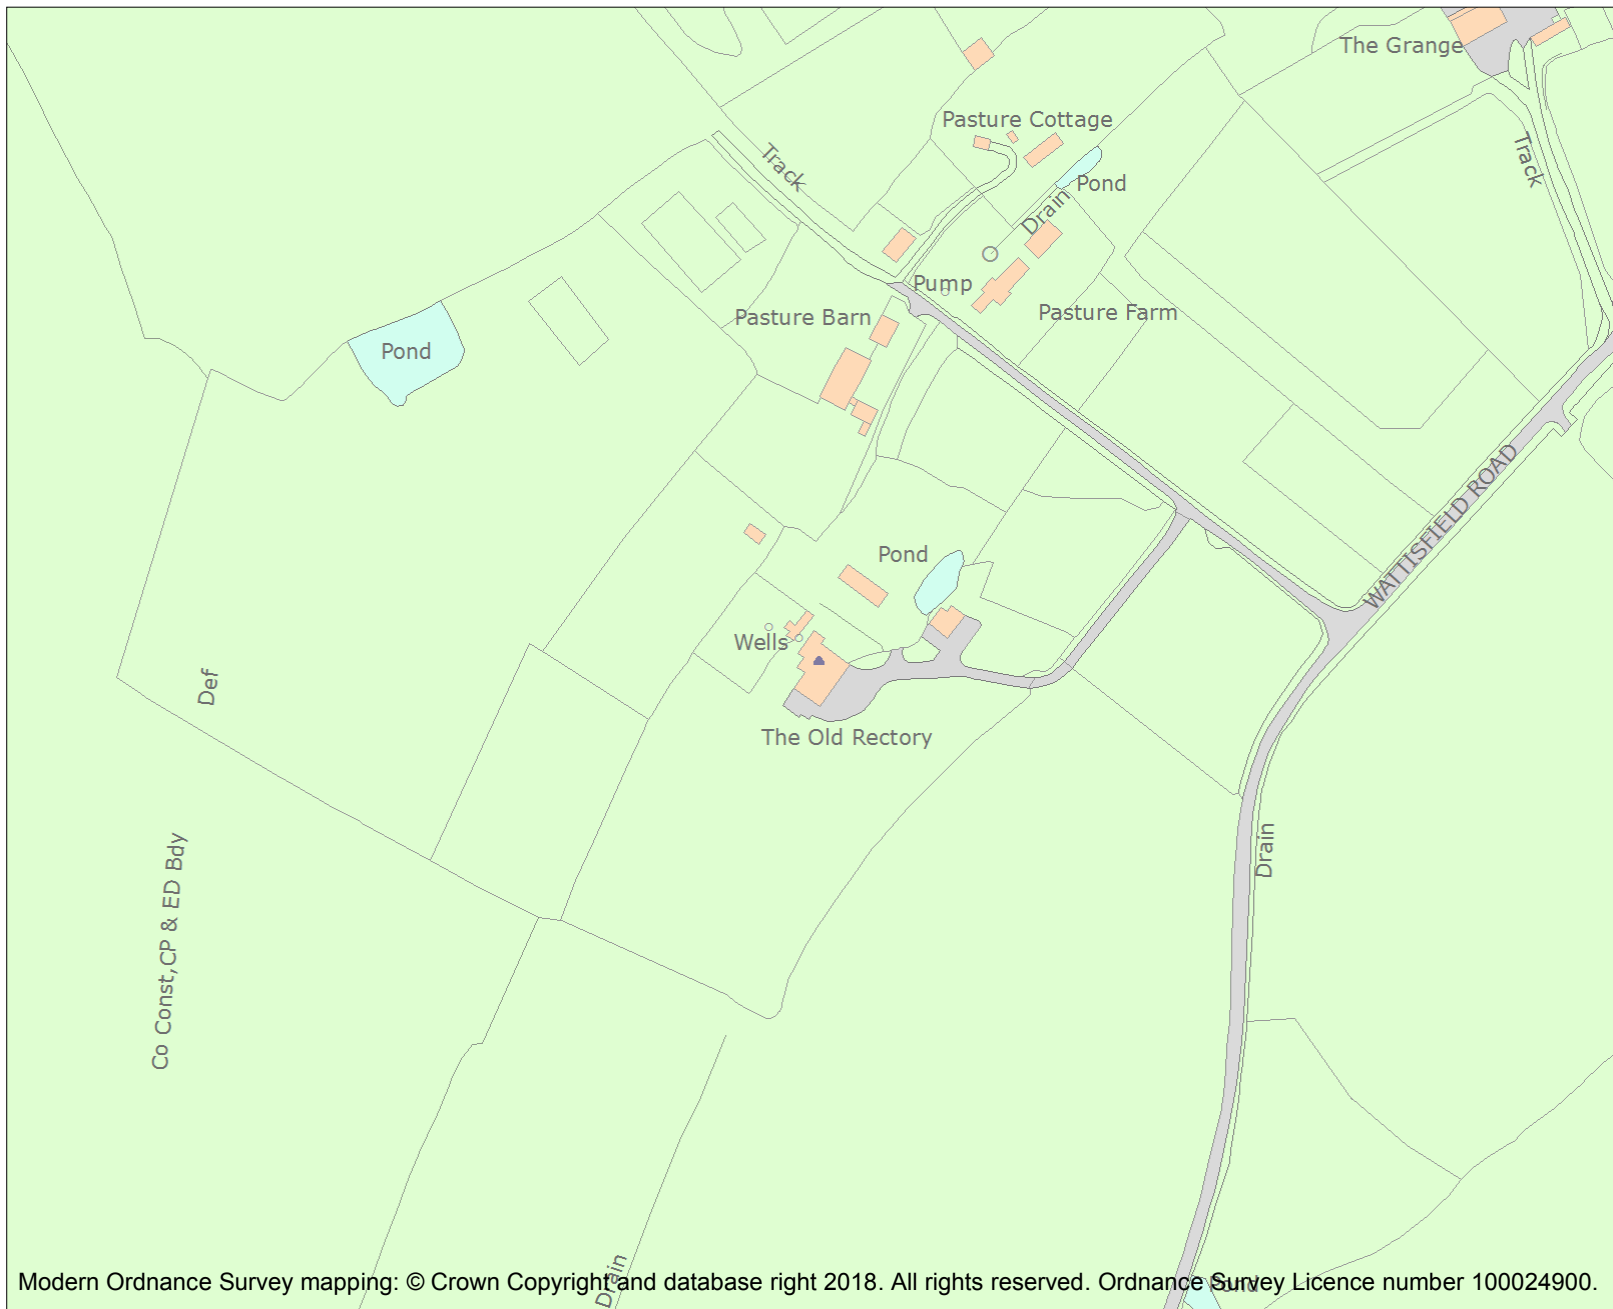 The Grange
Pasture Cottage
Track
Track
Pond
Drain
Pump
Pasture Farm
Pasture Barn
Pond
WATTISFIELD ROAD
Pond
Wells
Def
The Old Rectory
Drain
Co Const,CP & ED Bdy
Drain
Pond
Modern Ordnance Survey mapping: © Crown Copyright and database right 2018. All rights reserved. Ordnance Survey Licence number 100024900.